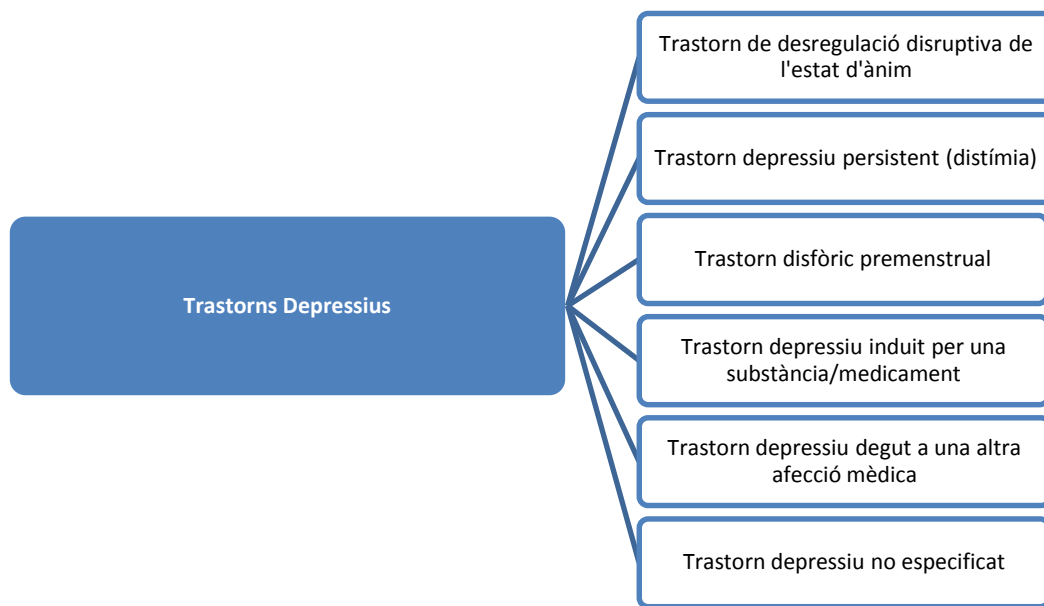 Trastorns Depressius
Trastorn de desregulació disruptiva de
l'estat d'ànim
Trastorn depressiu persistent (distímia)
Trastorn disfòric premenstrual
Trastorn depressiu induit per una
substància/medicament
Trastorn depressiu degut a una altra
afecció mèdica
Trastorn depressiu no especificat